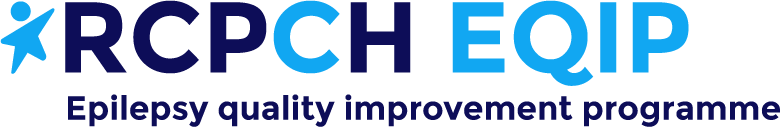 RCPCH EQIP
Epilepsy quality improvement programme